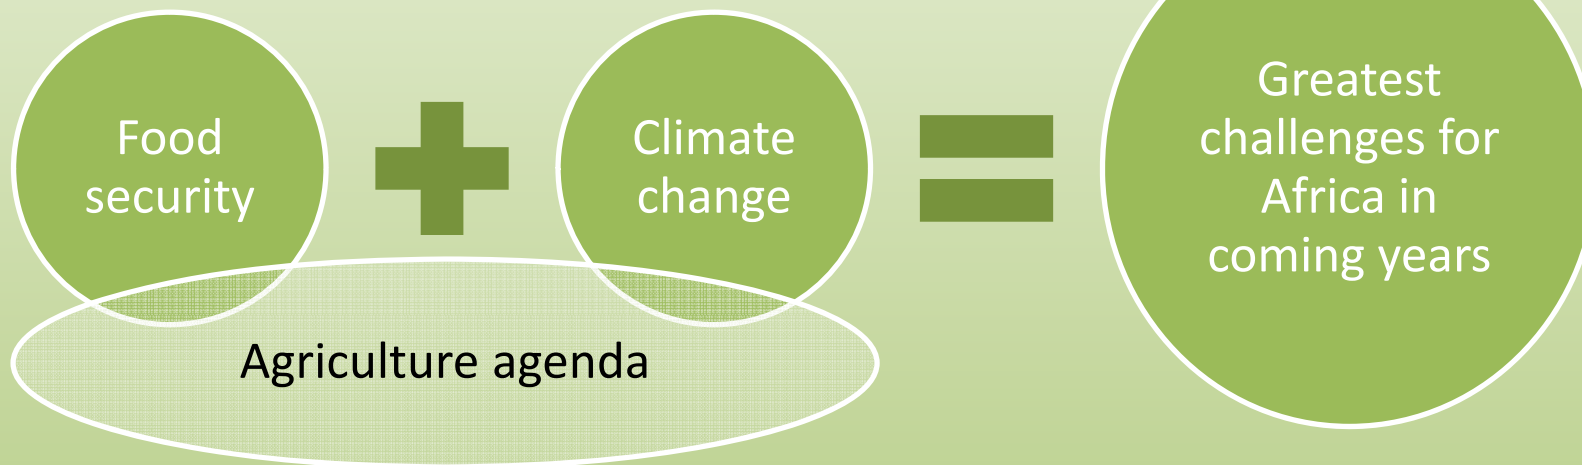 Food
security
Climate
change
Greatest
challenges for
Africa in
coming years
Agriculture agenda